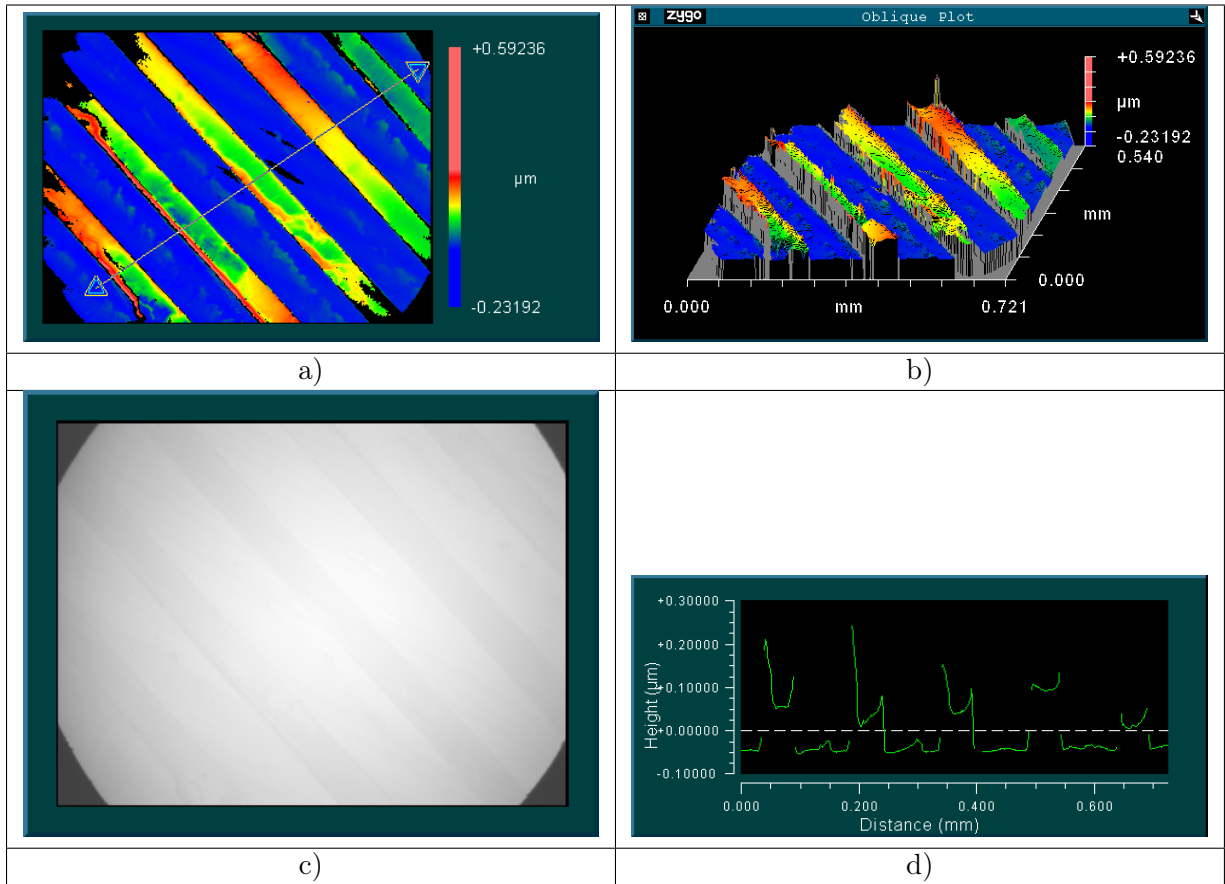 +0.59236
µm
-0.23192
a)
zygo
Oblique Plot
+0.59236
µm
-0.23192
0.540
mm
0.000
0.000
mm
0.721
b)
c)
+0.30000
+0.20000
+0.10000
+0.00000
-0.10000
Height (µm)
0.000
0.200
0.400
0.600
Distance (mm)
d)